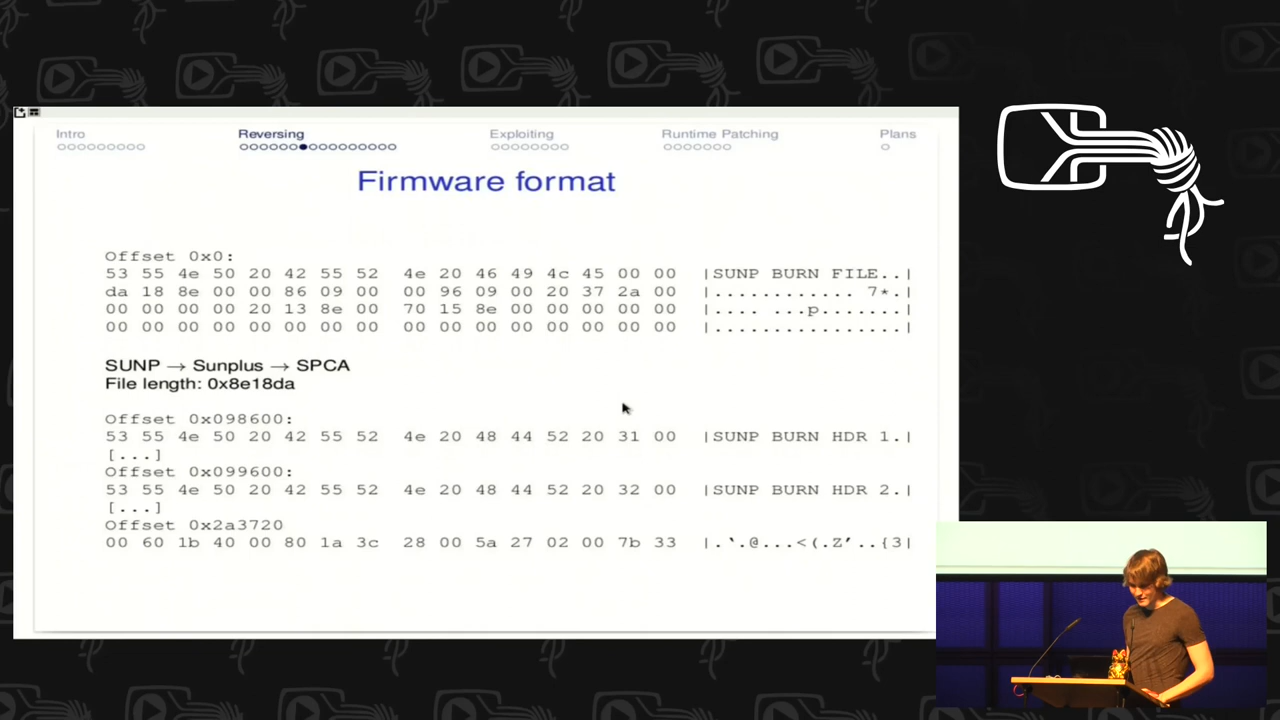 Intro
Reversing
Exploiting
Runtime Patching
Plans
Firmware format
Offset 0x0:
53 55 4e 50 20 42 55 52 4e 20 46 49 4c 45 00 00 |SUNP BURN FILE..|
da 18 8e 00 00 86 09 00 00 96 09 00 20 37 2a 00 |............ 7*.|
00 00 00 00 20 13 8e 00 70 15 8e 00 00 00 00 00 |.... ...p.......|
00 00 00 00 00 00 00 00 00 00 00 00 00 00 00 00 |................|
SUNP → Sunplus → SPCA
File length: 0x8e18da
Offset 0x098600:
53 55 4e 50 20 42 55 52 4e 20 48 44 52 20 31 00 |SUNP BURN HDR 1.|
[...]
Offset 0x099600:
53 55 4e 50 20 42 55 52 4e 20 48 44 52 20 32 00 |SUNP BURN HDR 2.|
[...]
Offset 0x2a3720
00 60 1b 40 00 80 1a 3c 28 00 5a 27 02 00 7b 33 |.`.@...<(.Z'..{3|